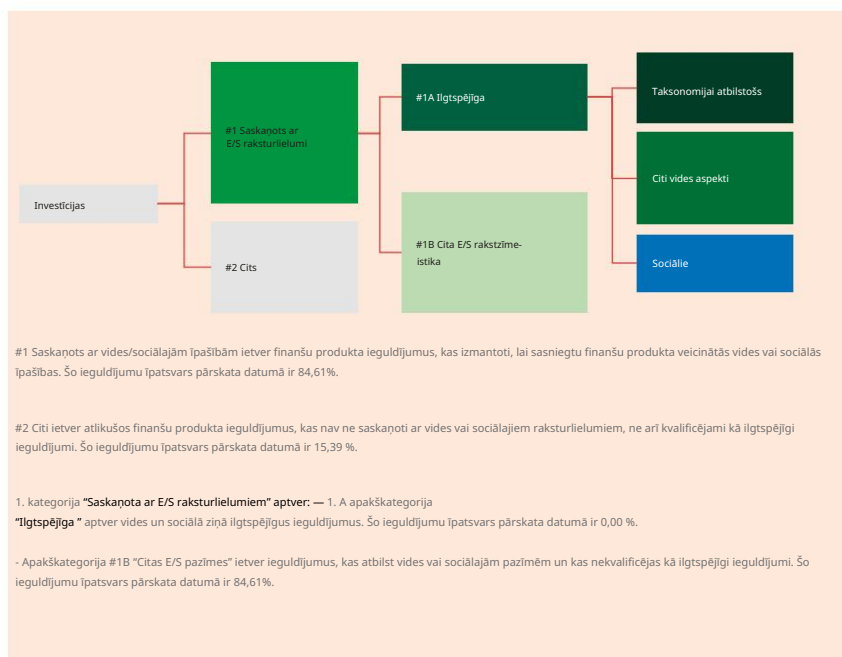 Investīcijas
#1 Saskaņots ar
E/S raksturlielumi
#2 Cits
#1A Ilgtspējīga
#1B Cita E/S rakstzīme-
istika
Taksonomijai atbilstošs
Citi vides aspekti
Sociālie
#1 Saskaņots ar vides/sociālajām īpašībām ietver finanšu produkta ieguldījumus, kas izmantoti, lai sasniegtu finanšu produkta veicinātās vides vai sociālās
īpašības. Šo ieguldījumu īpatsvars pārskata datumā ir 84,61%.
#2 Citi ietver atlikušos finanšu produkta ieguldījumus, kas nav ne saskaņoti ar vides vai sociālajiem raksturlielumiem, ne arī kvalificējami kā ilgtspējīgi
ieguldījumi. Šo ieguldījumu īpatsvars pārskata datumā ir 15,39 %.
1. kategorija “Saskaņota ar E/S raksturlielumiem” aptver: — 1. A apakškategorija
“Ilgtspējīga ” aptver vides un sociālā ziņā ilgtspējīgus ieguldījumus. Šo ieguldījumu īpatsvars pārskata datumā ir 0,00 %.
- Apakškategorija #1B “Citas E/S pazīmes” ietver ieguldījumus, kas atbilst vides vai sociālajām pazīmēm un kas nekvalificējas kā ilgtspējīgi ieguldījumi. Šo
ieguldījumu īpatsvars pārskata datumā ir 84,61%.